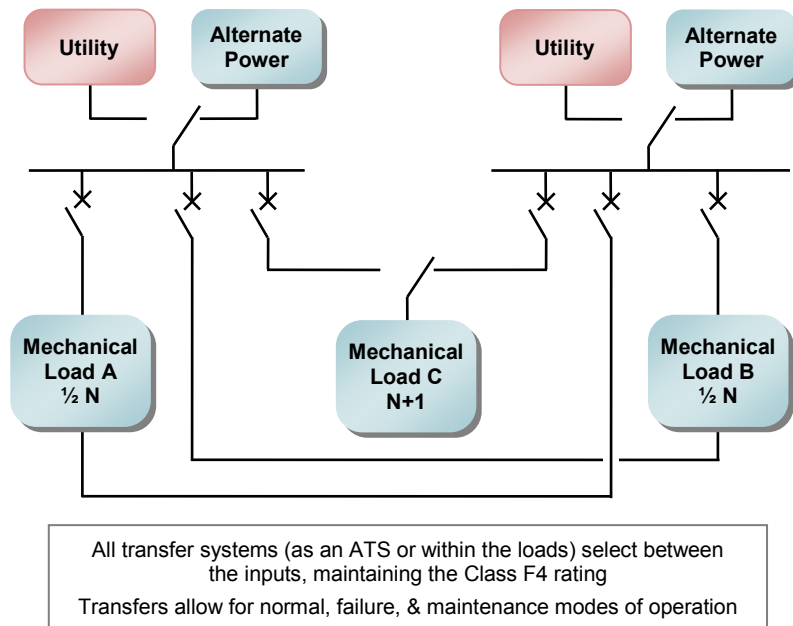 Utility
Alternate
Power
Utility
Alternate
Power
Mechanical
Load A
½ N
Mechanical
Load C
N+1
Mechanical
Load B
½ N
All transfer systems (as an ATS or within the loads) select between
the inputs, maintaining the Class F4 rating
Transfers allow for normal, failure, & maintenance modes of operation